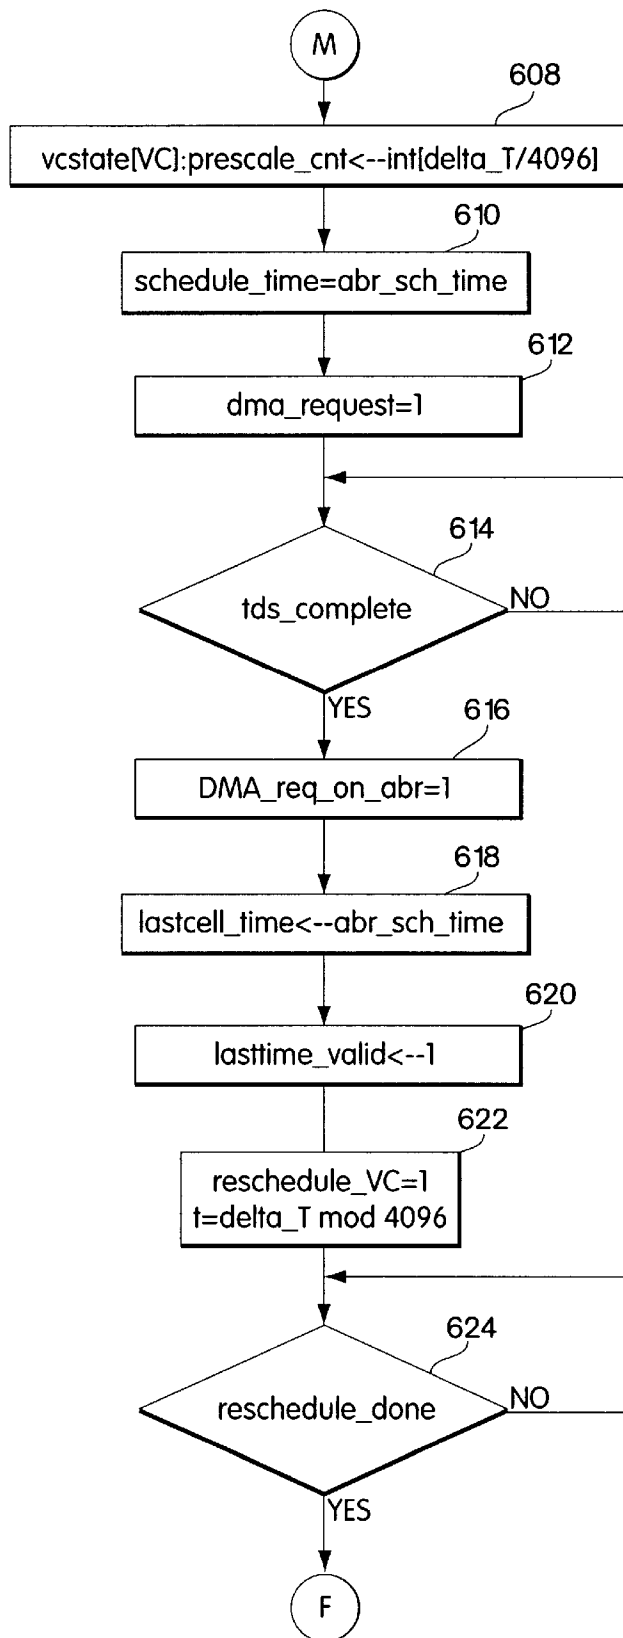 M
608
vcstate[VC]:prescale_cnt<--int[delta_T/4096]
610
schedule_time=abr_sch_time
612
dma_request=1
614
tds_complete
NO
YES
616
DMA_req_on_abr=1
618
lastcell_time<--abr_sch_time
620
lasttime_valid<--1
622
reschedule_VC=1
t=delta_T mod 4096
624
reschedule_done
NO
YES
F